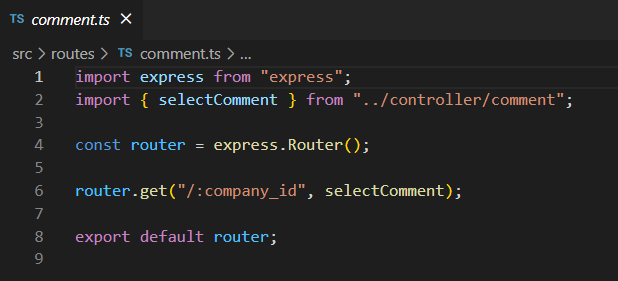 TS comment.ts ×
src > routes > TS comment.ts > ...
1 import express from "express";
2 import { selectComment } from "../controller/comment";
3
4 const router = express.Router();
5
6 router.get("/:company_id", selectComment);
7
8 export default router;
9